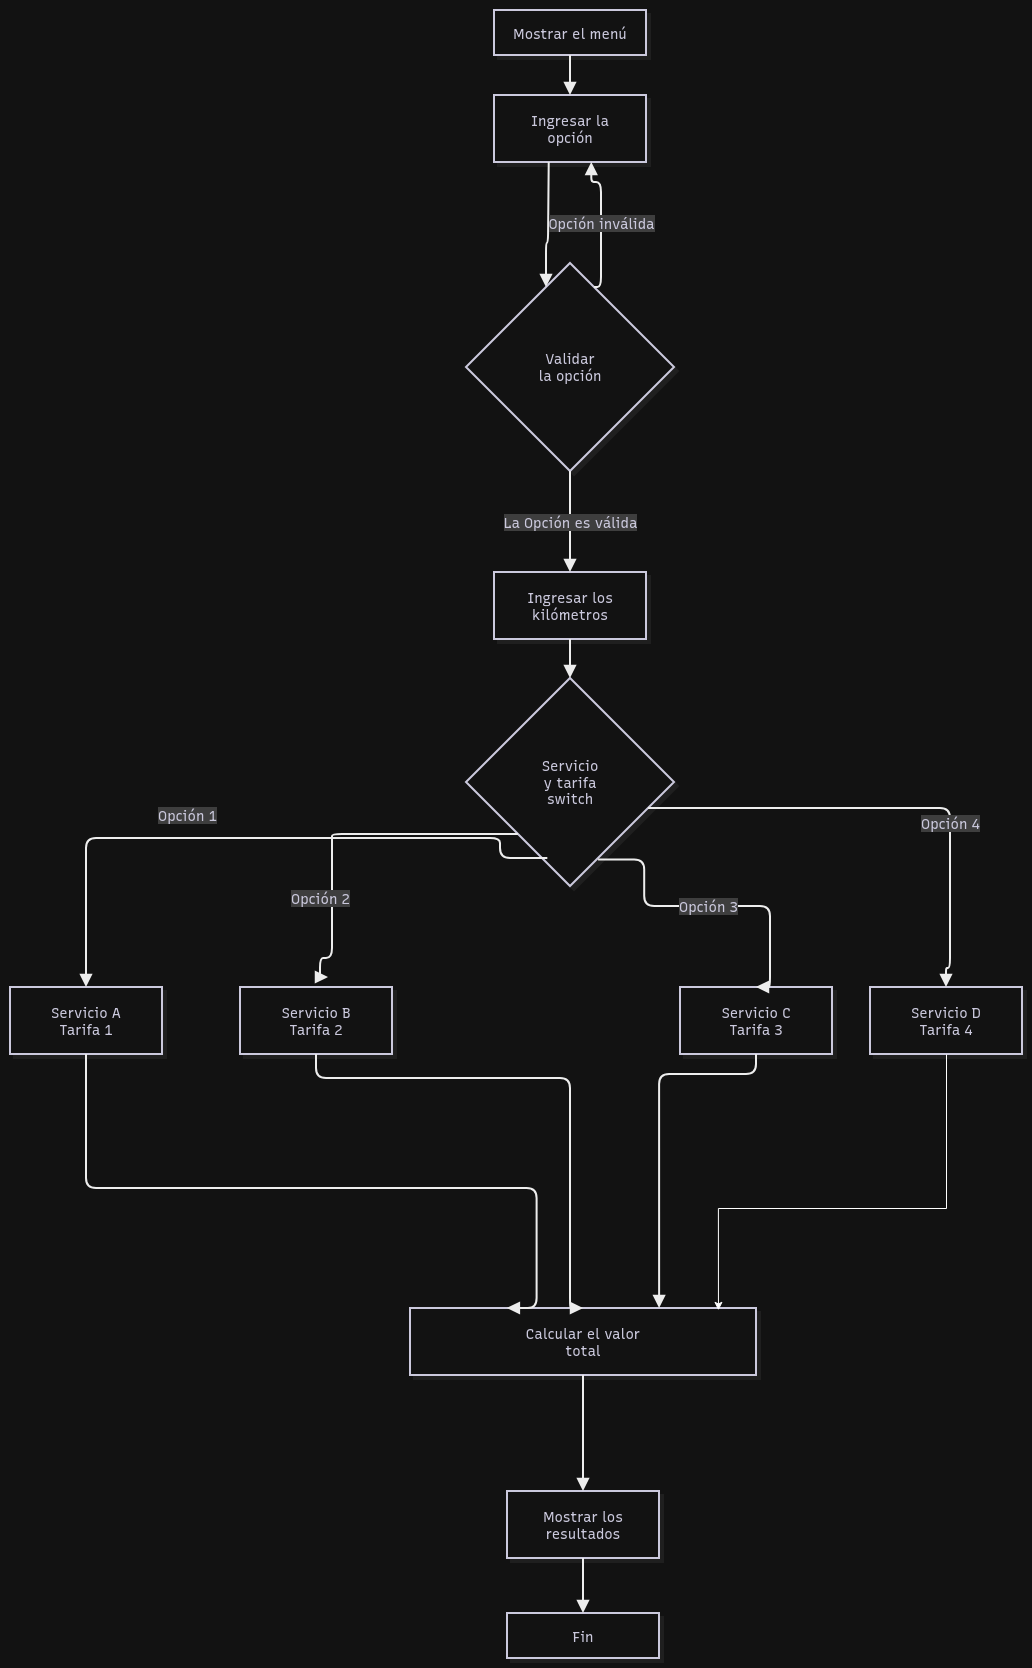 Mostrar el menú
Ingresar la
opción
Opción inválida
Validar
la opción
La Opción es válida
Ingresar los
kilómetros
Servicio
y tarifa
switch
Opción 1
Opción 4
Opción 2
Opción 3
Servicio A
Tarifa 1
Servicio B
Tarifa 2
Servicio C
Tarifa 3
Servicio D
Tarifa 4
Calcular el valor
total
Mostrar los
resultados
Fin